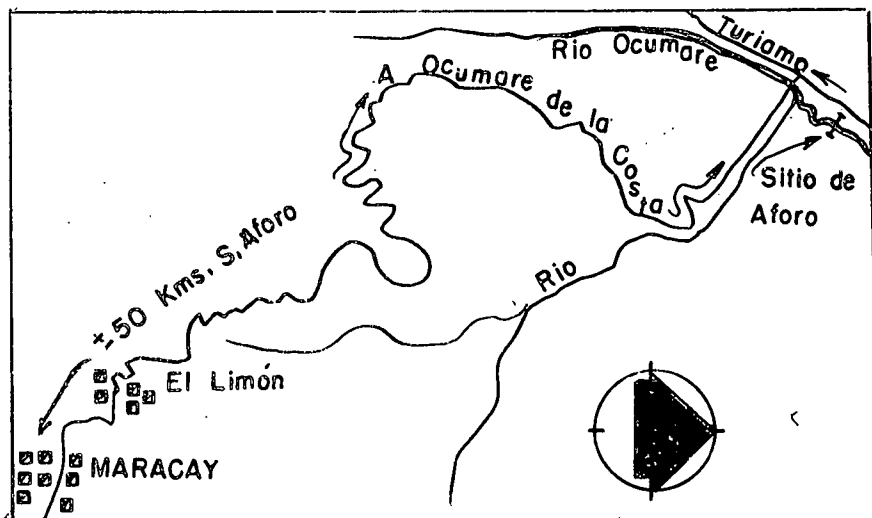 Turiamo
Rio Ocumare
A Ocumare de la Costa
Sitio de
Aforo
Rio
± 50 Kms. S. Aforo
El Limón
MARACAY